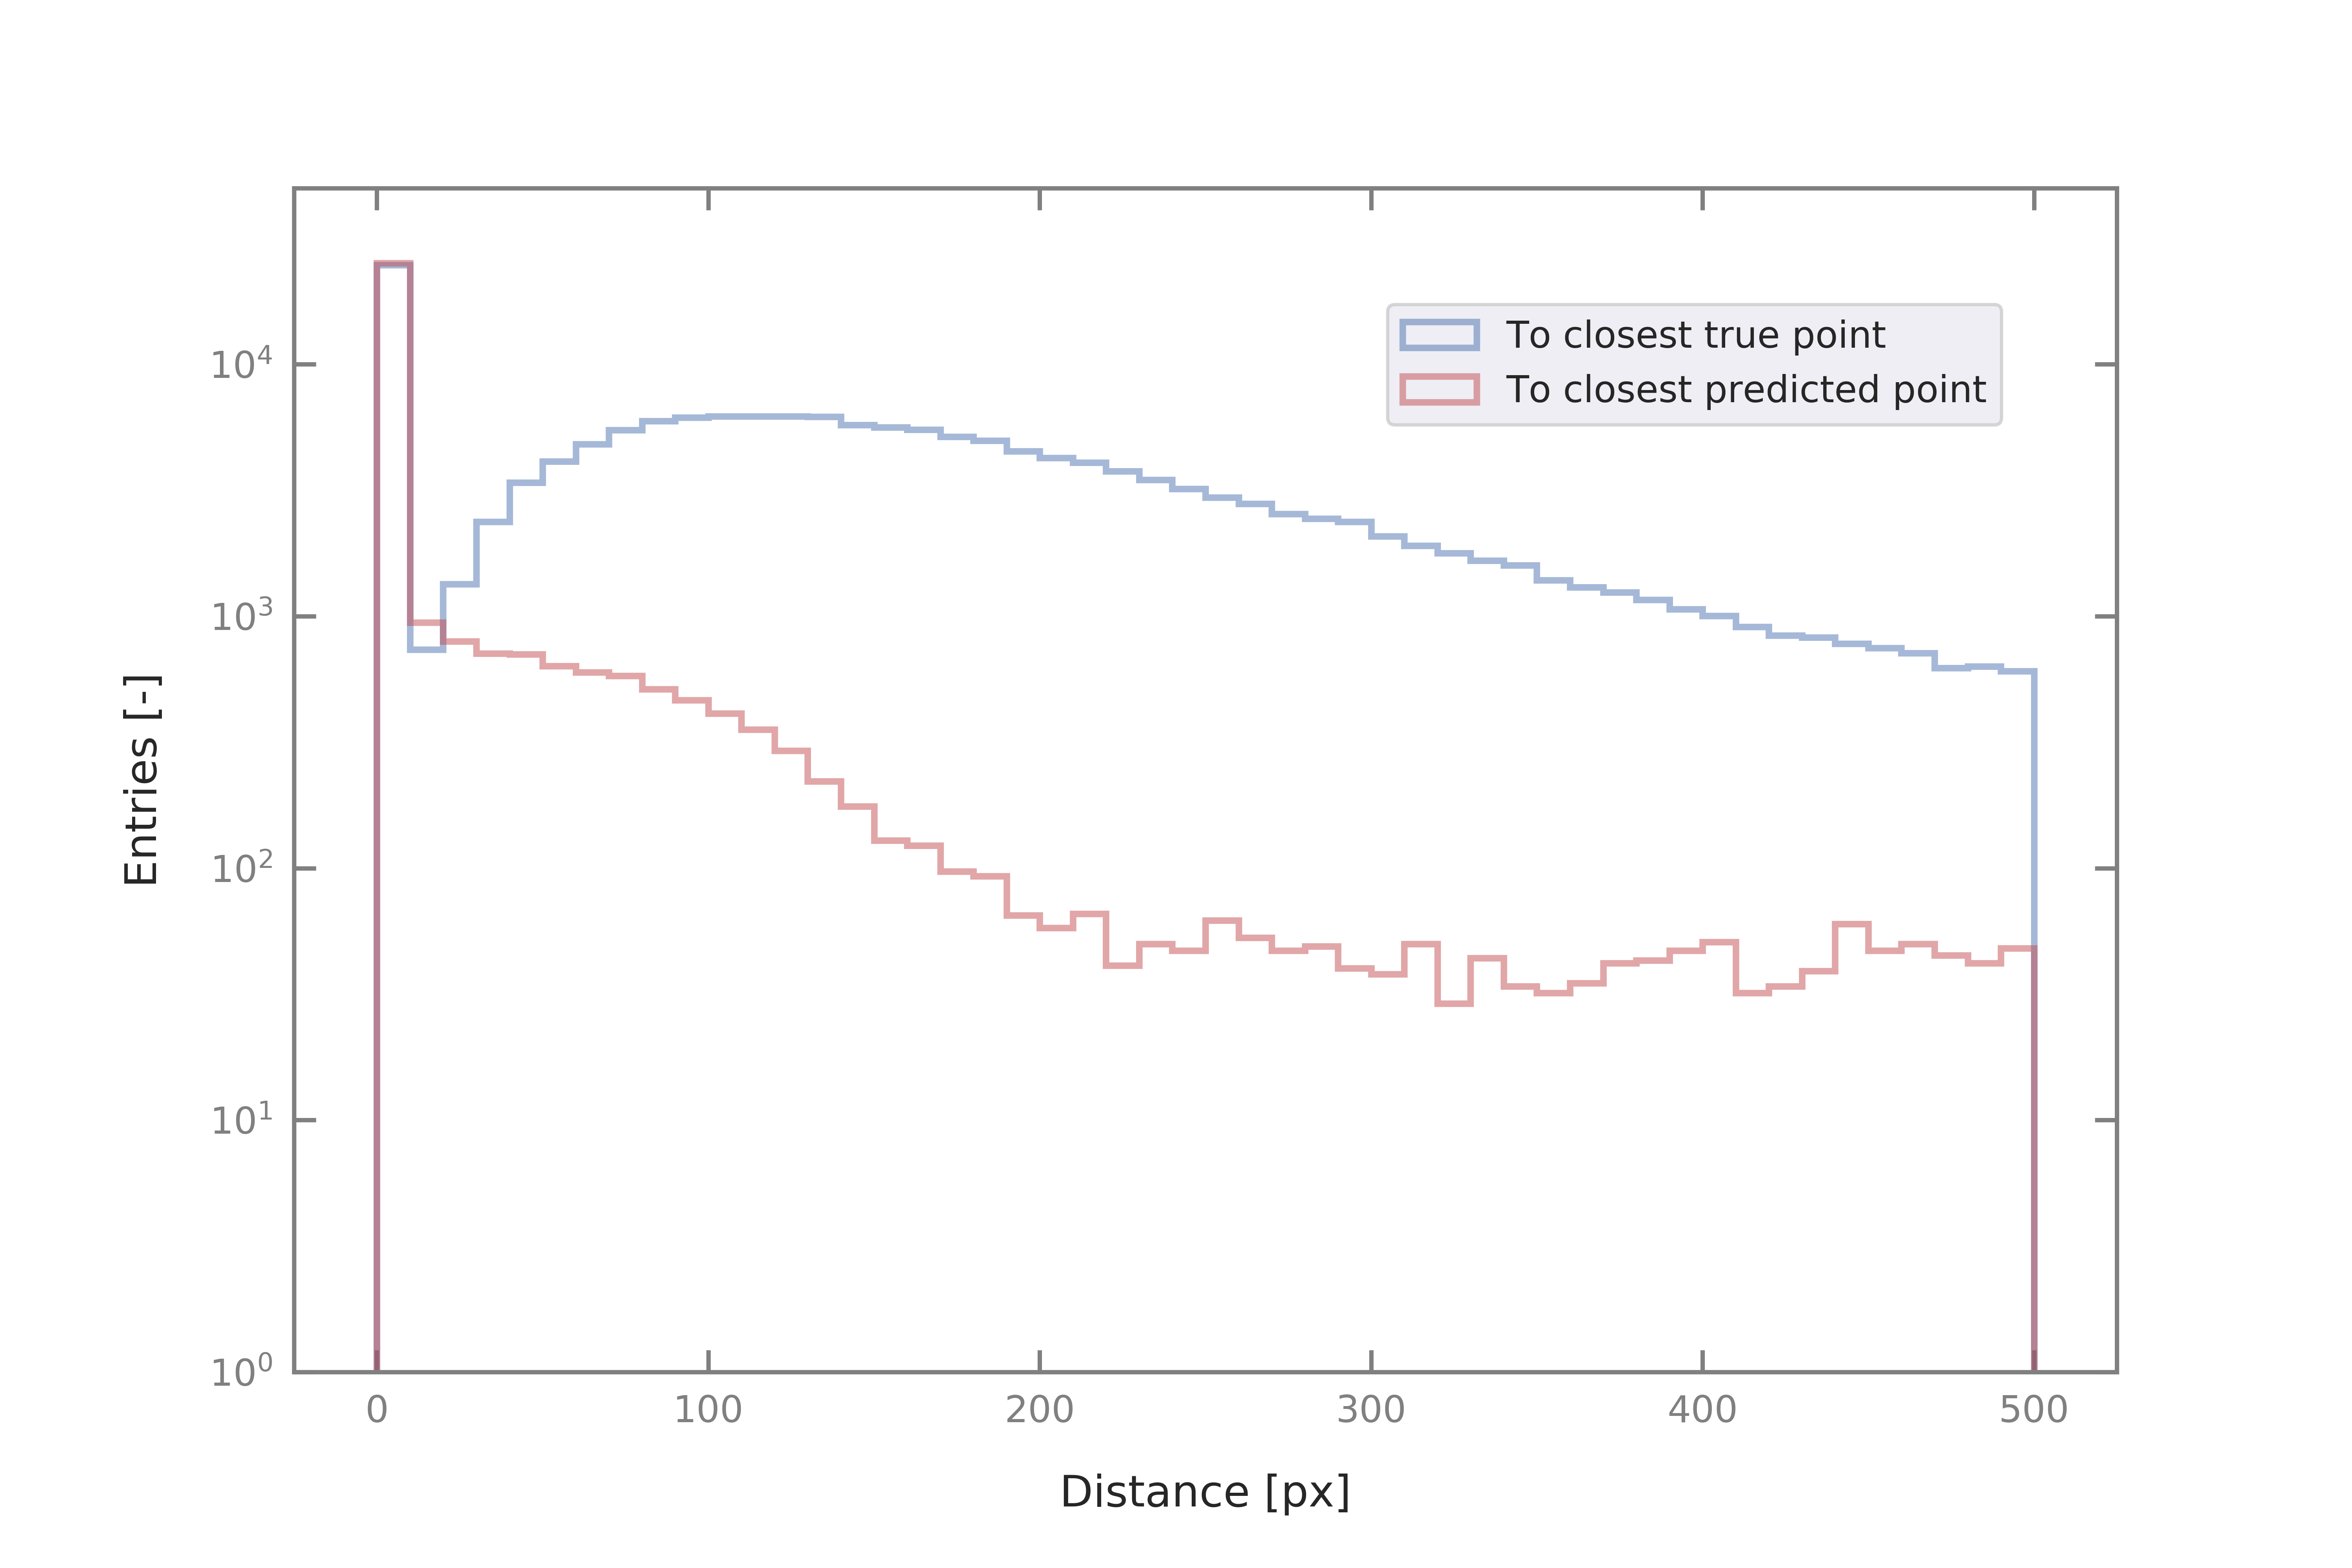 To closest true point
To closest predicted point
10⁴
10³
10²
10¹
10⁰
Entries [-]
0 100 200 300 400 500
Distance [px]